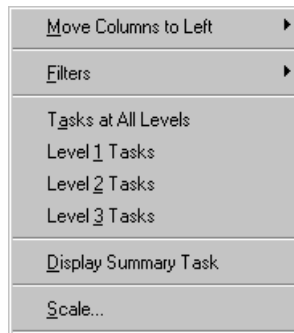 Move Columns to Left
Filters
Tasks at All Levels
Level 1 Tasks
Level 2 Tasks
Level 3 Tasks
Display Summary Task
Scale...